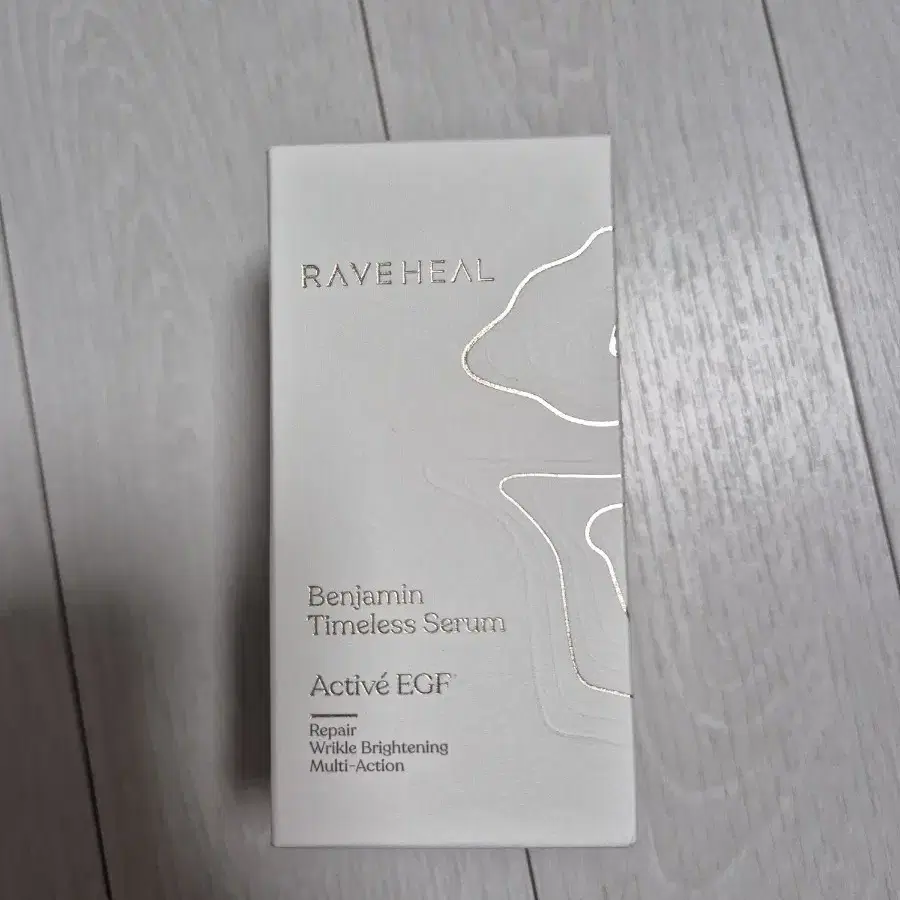 RAVEHEAL
Benjamin
Timeless Serum
Activé EGF
Repair
Wrikle Brightening
Multi-Action